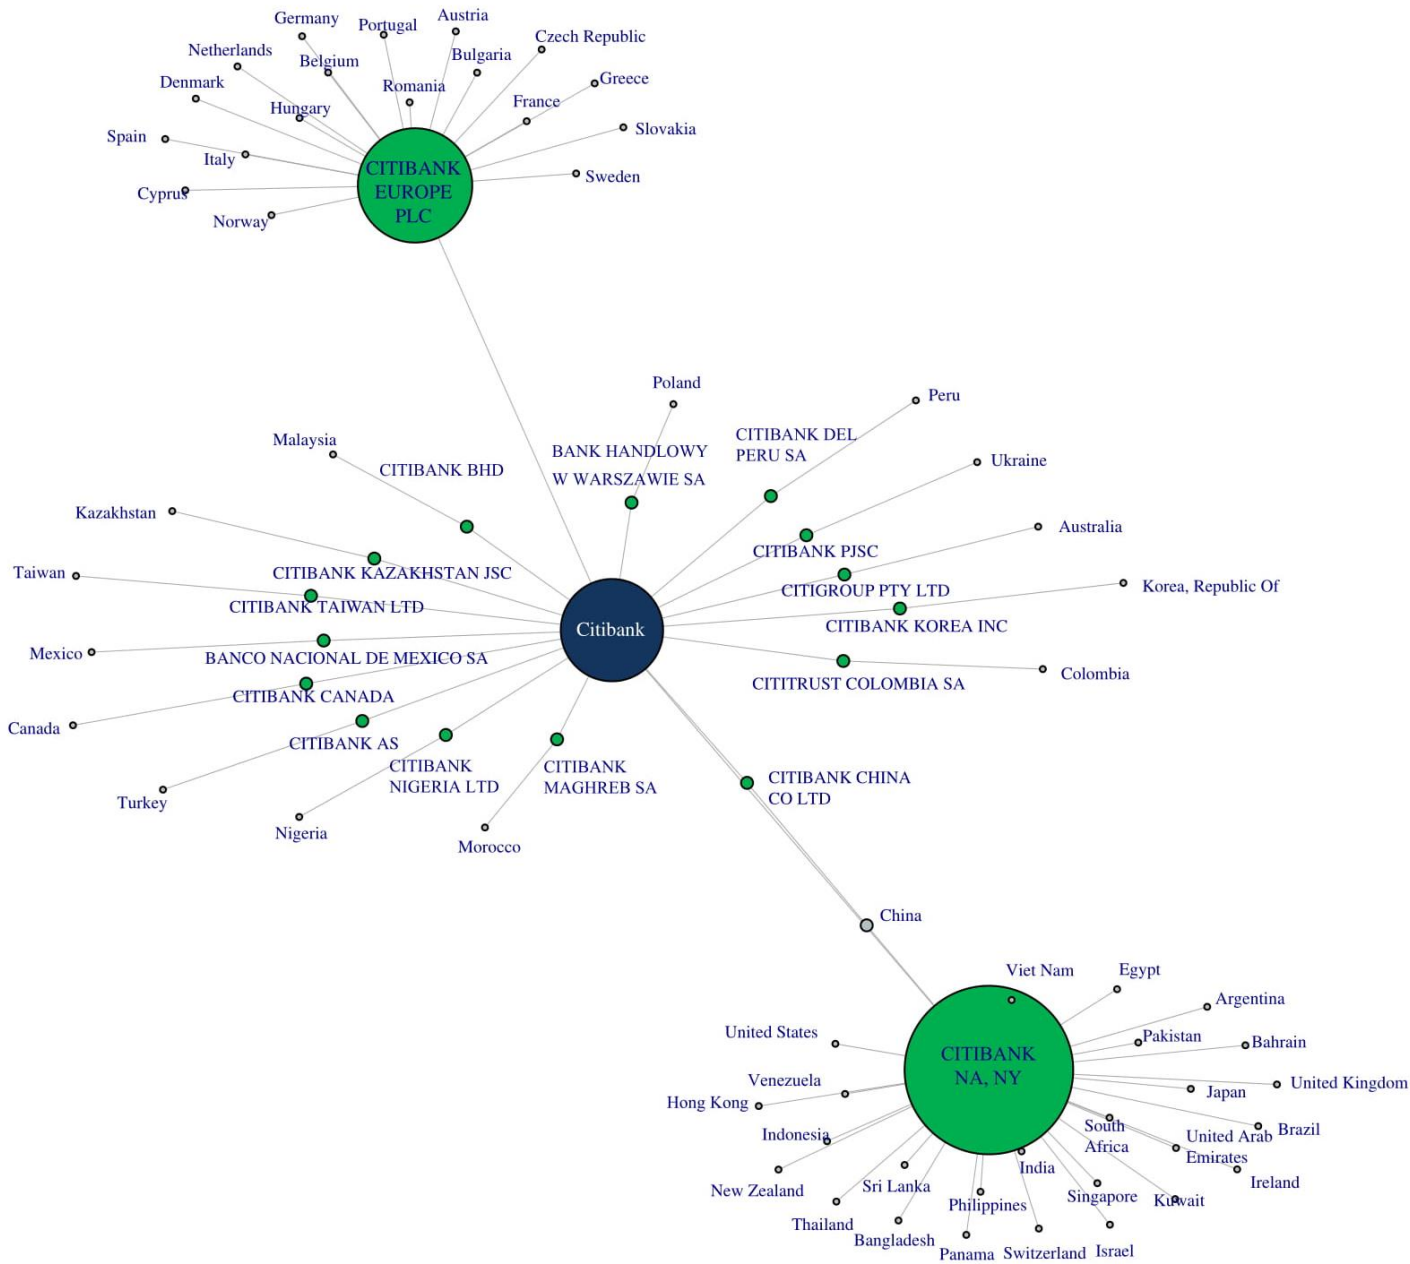 Germany
Portugal
Austria
Czech Republic
Netherlands
Belgium
Bulgaria
Denmark
Romania
Greece
Hungary
France
Spain
Slovakia
Italy
CITIBANK
EUROPE
PLC
Sweden
Cyprus
Norway
Poland
Peru
Malaysia
CITIBANK BHD
BANK HANDLOWY
W WARSZAWIE SA
CITIBANK DEL
PERU SA
Ukraine
Kazakhstan
Australia
CITIBANK PJSC
Taiwan
CITIBANK KAZAKHSTAN JSC
CITIGROUP PTY LTD
Korea, Republic Of
CITIBANK TAIWAN LTD
Citibank
CITIBANK KOREA INC
Mexico
BANCO NACIONAL DE MEXICO SA
Colombia
CITITRUST COLOMBIA SA
CITIBANK CANADA
Canada
CITIBANK AS
CITIBANK
NIGERIA LTD
CITIBANK
MAGHREB SA
CITIBANK CHINA
CO LTD
Turkey
Nigeria
Morocco
China
Viet Nam
Egypt
Argentina
United States
Pakistan
Bahrain
CITIBANK
NA, NY
Venezuela
United Kingdom
Hong Kong
Japan
Indonesia
South
Africa
United Arab
Emirates
Brazil
New Zealand
Sri Lanka
India
Ireland
Philippines
Singapore
Kuwait
Thailand
Bangladesh
Panama
Switzerland
Israel